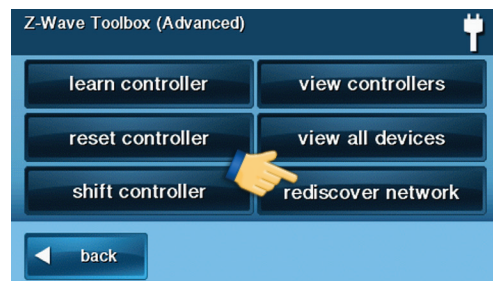 Z-Wave Toolbox (Advanced)
learn controller
view controllers
reset controller
view all devices
shift controller
rediscover network
back